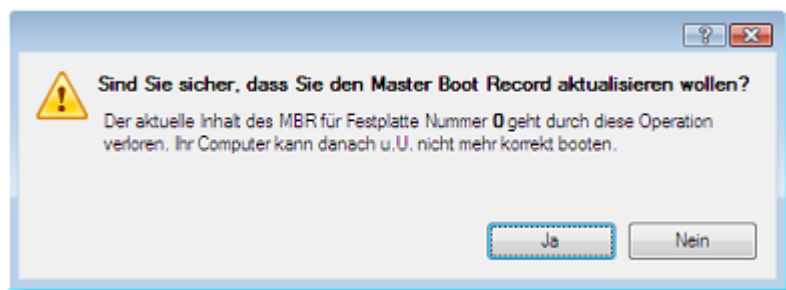 Sind Sie sicher, dass Sie den Master Boot Record aktualisieren wollen?
Der aktuelle Inhalt des MBR für Festplatte Nummer 0 geht durch diese Operation
verloren. Ihr Computer kann danach u.U. nicht mehr korrekt booten.
Ja
Nein